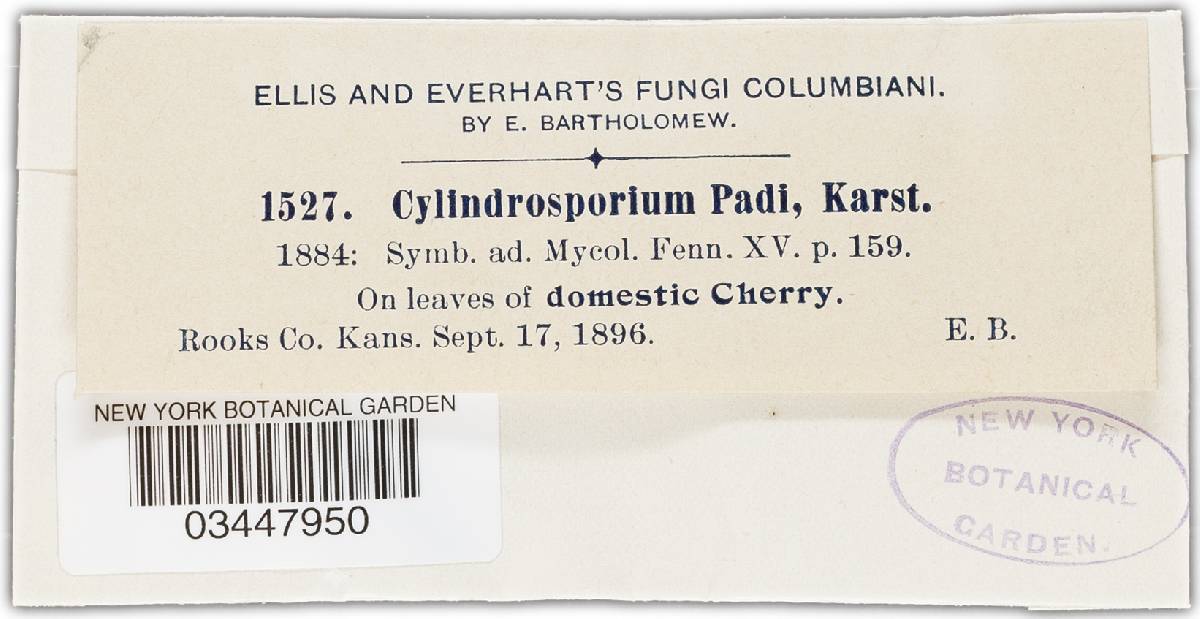 ELLIS AND EVERHART'S FUNGI COLUMBIANI.
BY E. BARTHOLOMEW.
1527. Cylindrosporium Padi, Karst.
1884: Symb. ad. Mycol. Fenn. XV. p. 159.
On leaves of domestic Cherry.
Rooks Co. Kans. Sept. 17, 1896. E. B.
NEW YORK BOTANICAL GARDEN
03447950
NEW YORK
BOTANICAL
GARDEN.